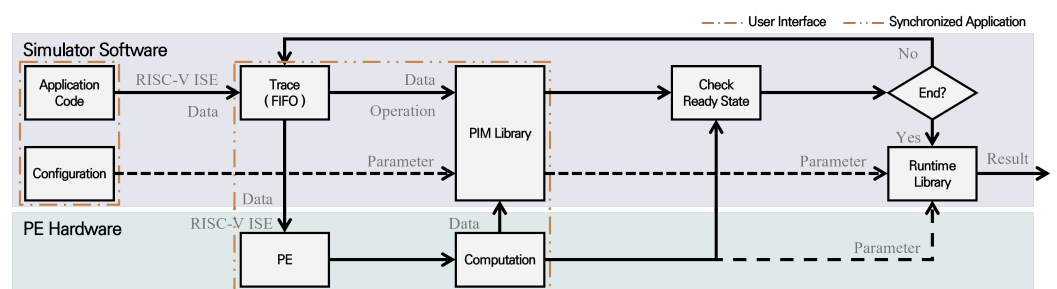 User Interface
Synchronized Application
Simulator Software
No
Application
Code
RISC-V ISE
Data
Trace
( FIFO )
Data
Operation
PIM Library
Check
Ready State
End?
Yes
Configuration
Parameter
Parameter
Runtime
Library
Result
Data
RISC-V ISE
Data
PE Hardware
PE
Computation
Parameter